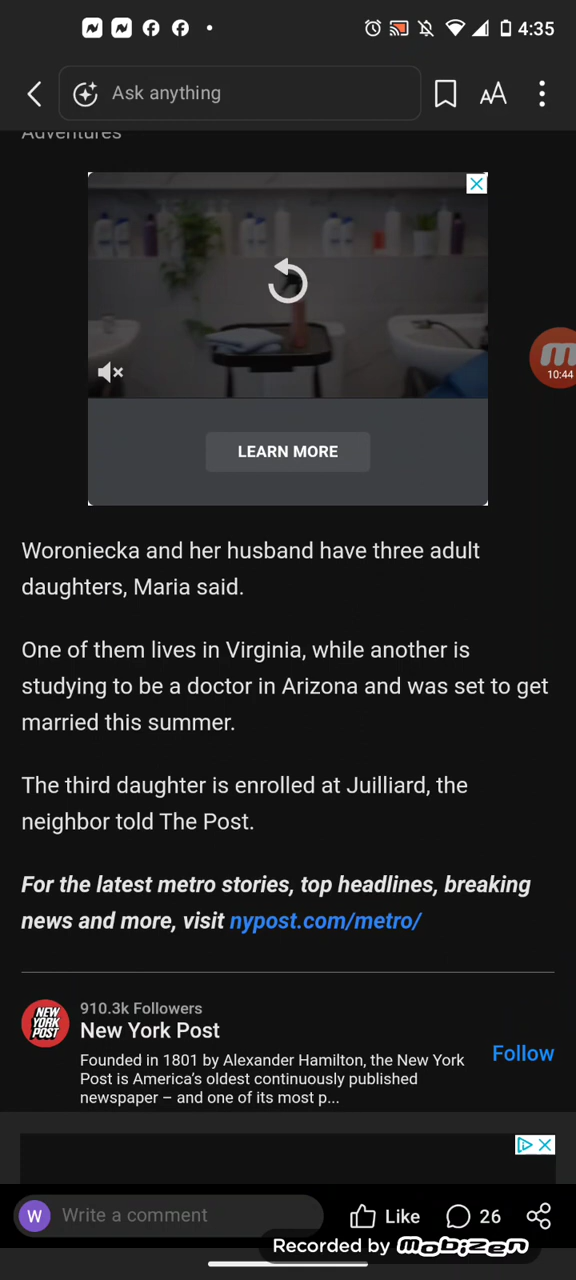 4:35
Ask anything
Adventures
10:44
LEARN MORE
Woroniecka and her husband have three adult
daughters, Maria said.
One of them lives in Virginia, while another is
studying to be a doctor in Arizona and was set to get
married this summer.
The third daughter is enrolled at Juilliard, the
neighbor told The Post.
For the latest metro stories, top headlines, breaking
news and more, visit nypost.com/metro/
NEW
YORK
POST
910.3k Followers
New York Post
Follow
Founded in 1801 by Alexander Hamilton, the New York
Post is America's oldest continuously published
newspaper – and one of its most p...
W
Write a comment
Like
26
Recorded by mobizen